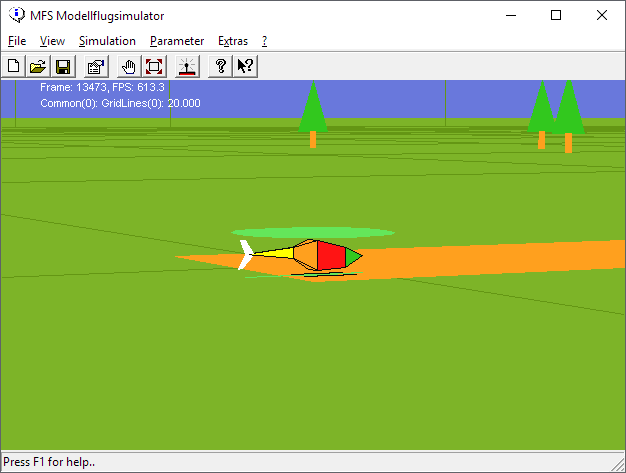 MFS Modellflugsimulator
File View Simulation Parameter Extras ?
Frame: 13473, FPS: 613.3
Common(0): GridLines(0): 20.000
Press F1 for help..